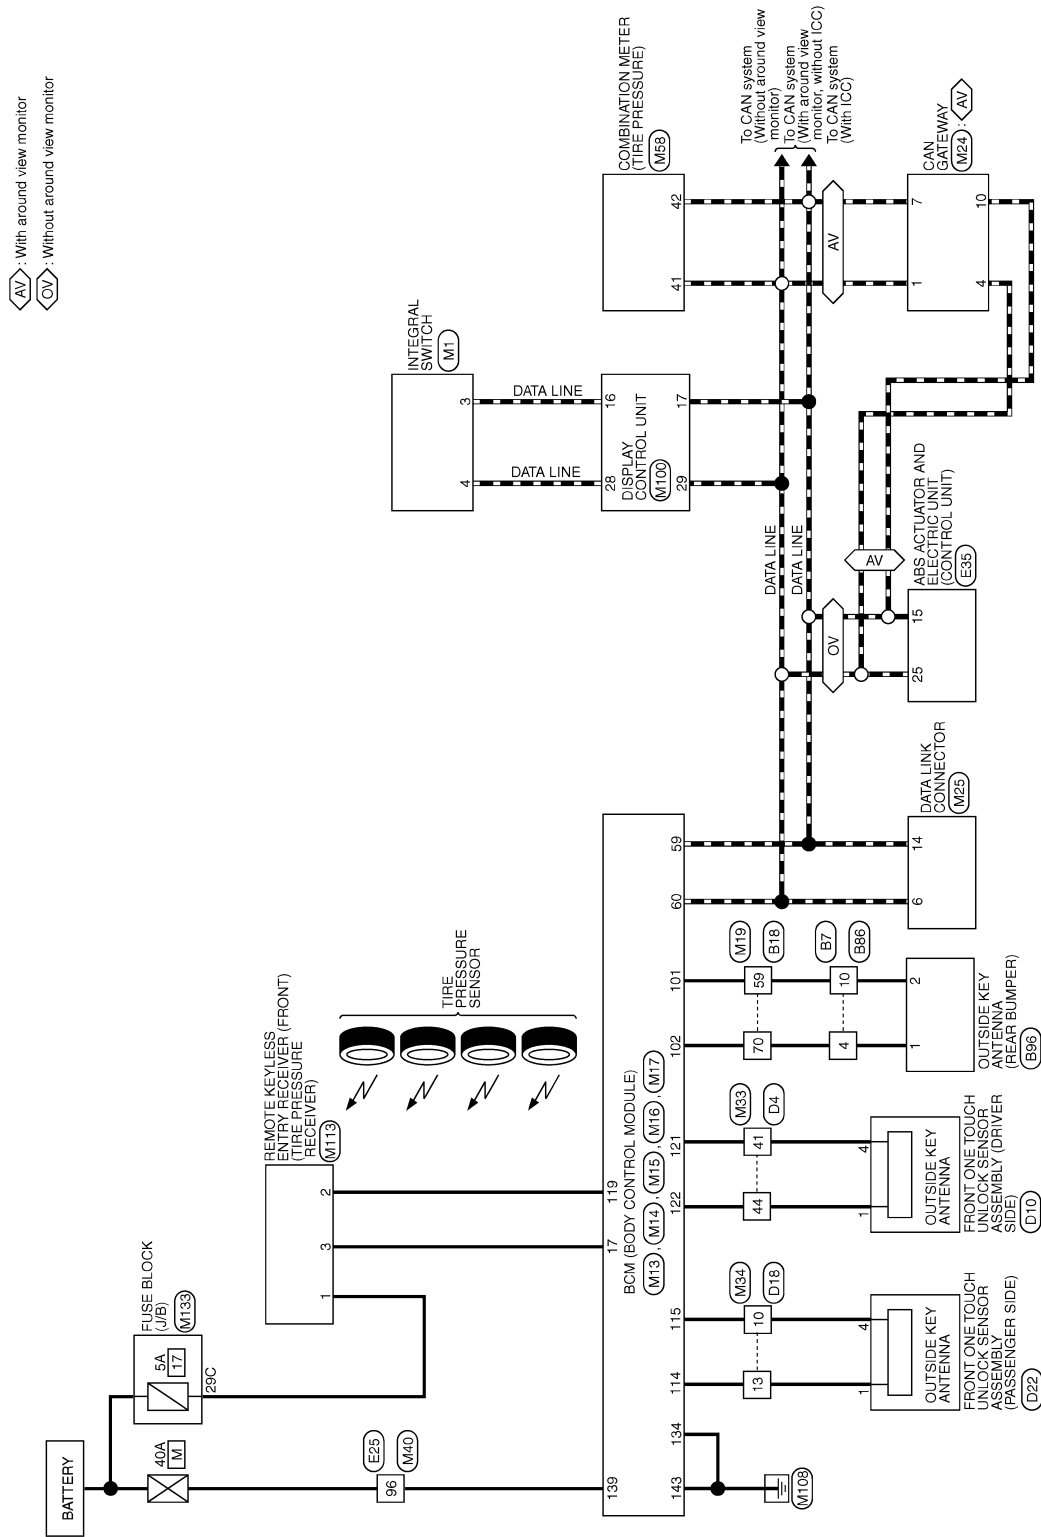 AV : With around view monitor
OV : Without around view monitor
BATTERY
40A
M
FUSE BLOCK
(J/B)
M133
5A
17
29C
E25
96
M40
REMOTE KEYLESS
ENTRY RECEIVER (FRONT)
(TIRE PRESSURE
RECEIVER)
M113
1
3
2
TIRE
PRESSURE
SENSOR
INTEGRAL
SWITCH
M1
4
3
DATA LINE
DATA LINE
28
16
DISPLAY
CONTROL UNIT
M100
29
17
COMBINATION METER
(TIRE PRESSURE)
M58
41
42
139
17
119
BCM (BODY CONTROL MODULE)
M13 , M14 , M15 , M16 , M17
143
134
114
115
122
121
102
101
60
59
DATA LINE
DATA LINE
To CAN system
(Without around view
monitor)
To CAN system
(With around view
monitor, without ICC)
To CAN system
(With ICC)
M108
13
10
M34
D18
44
41
M33
D4
70
59
M19
B18
4
10
B7
B86
OV
AV
AV
1
4
OUTSIDE KEY
ANTENNA
FRONT ONE TOUCH
UNLOCK SENSOR
ASSEMBLY
(PASSENGER SIDE)
D22
1
4
OUTSIDE KEY
ANTENNA
FRONT ONE TOUCH
UNLOCK SENSOR
ASSEMBLY (DRIVER
SIDE)
D10
1
2
OUTSIDE KEY
ANTENNA
(REAR BUMPER)
B96
6
14
DATA LINK
CONNECTOR
M25
25
15
ABS ACTUATOR AND
ELECTRIC UNIT
(CONTROL UNIT)
E35
1
7
4
10
CAN
GATEWAY
M24 : AV